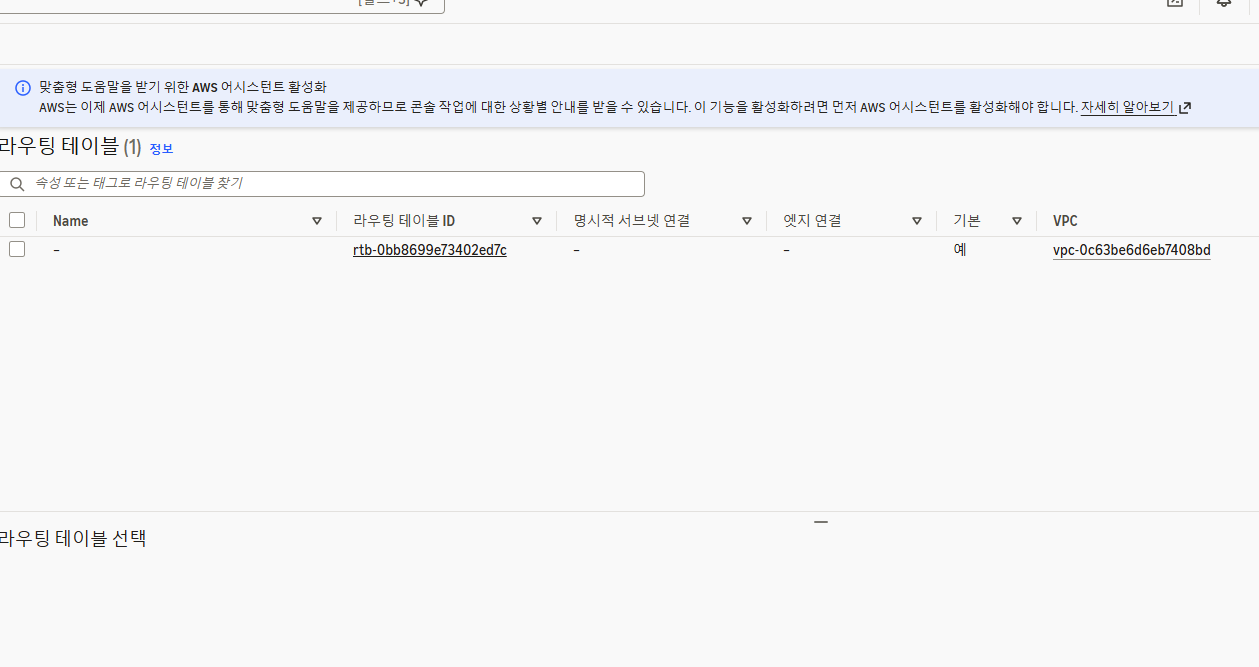 맞춤형 도움말을 받기 위한 AWS 어시스턴트 활성화
AWS는 이제 AWS 어시스턴트를 통해 맞춤형 도움말을 제공하므로 콘솔 작업에 대한 상황별 안내를 받을 수 있습니다. 이 기능을 활성화하려면 먼저 AWS 어시스턴트를 활성화해야 합니다. 자세히 알아보기
라우팅 테이블 (1) 정보
속성 또는 태그로 라우팅 테이블 찾기
Name 라우팅 테이블 ID 명시적 서브넷 연결 엣지 연결 기본 VPC
– rtb-0bb8699e73402ed7c – – 예 vpc-0c63be6d6eb7408bd
라우팅 테이블 선택